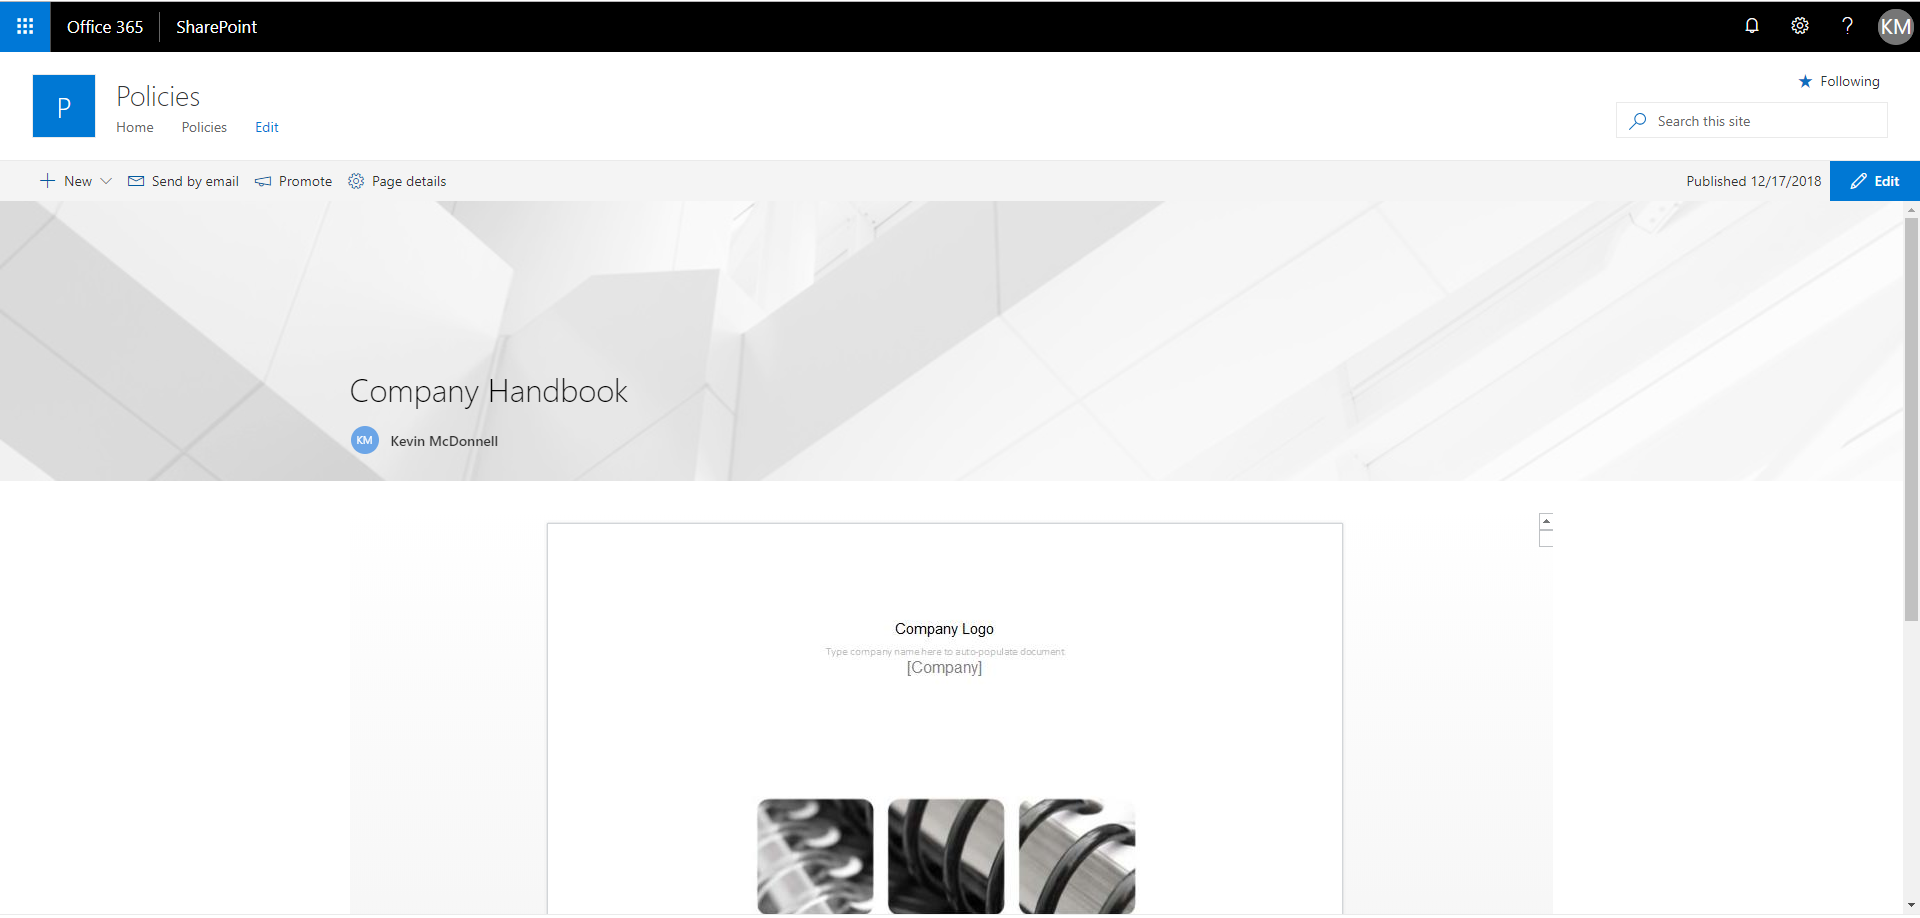 Office 365 SharePoint ? KM
P Policies
Following
Home Policies Edit
Search this site
New Send by email Promote Page details Published 12/17/2018 Edit
Company Handbook
KM Kevin McDonnell
Company Logo
Type company name here to auto-populate document
[Company]